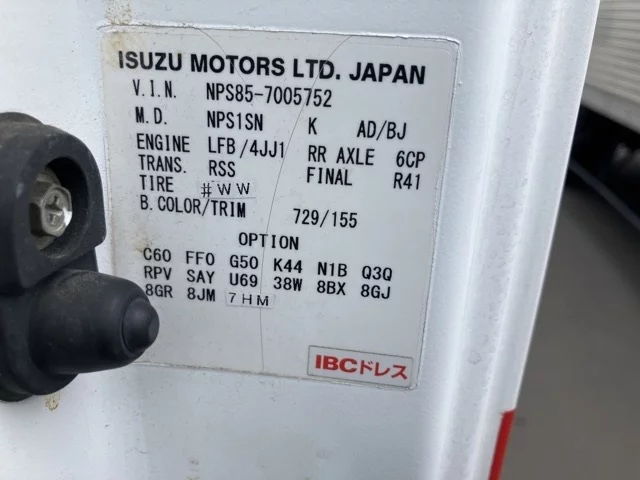 ISUZU MOTORS LTD. JAPAN
V.I.N. NPS85-7005752
M.D. NPS1SN K AD/BJ
ENGINE LFB/4JJ1 RR AXLE 6CP
TRANS. RSS FINAL R41
TIRE #WW
B.COLOR/TRIM 729/155
OPTION
C60 FF0 G50 K44 N1B Q3Q
RPV SAY U69 38W 8BX 8GJ
8GR 8JM 7HM
IBCドレス